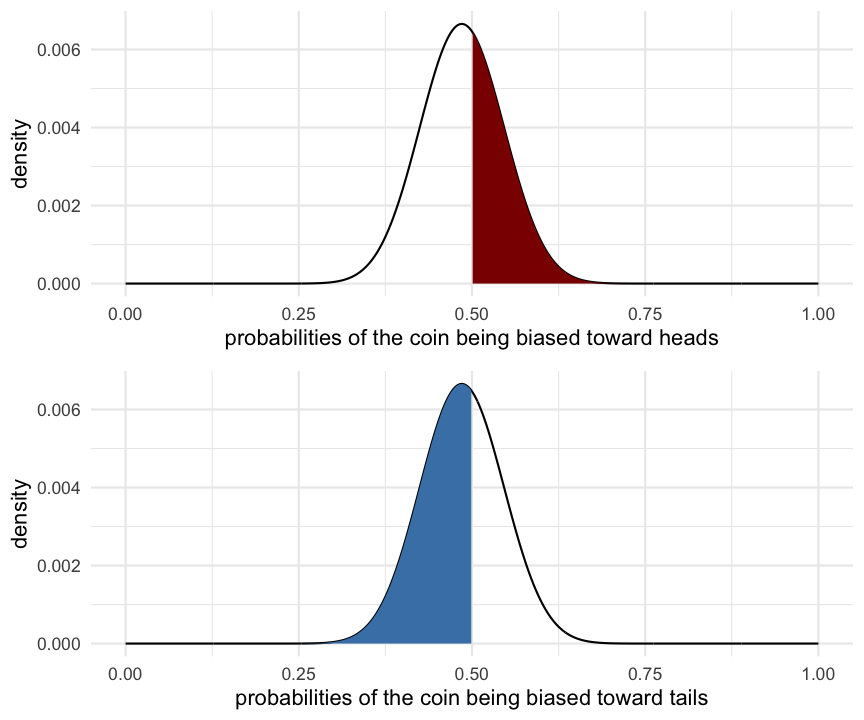 density
0.006
0.004
0.002
0.000
0.00 0.25 0.50 0.75 1.00
probabilities of the coin being biased toward heads
density
0.006
0.004
0.002
0.000
0.00 0.25 0.50 0.75 1.00
probabilities of the coin being biased toward tails